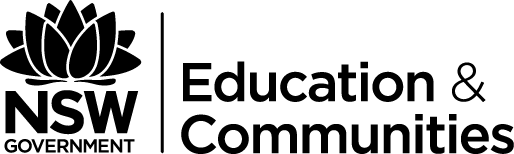 NSW
GOVERNMENT
Education &
Communities